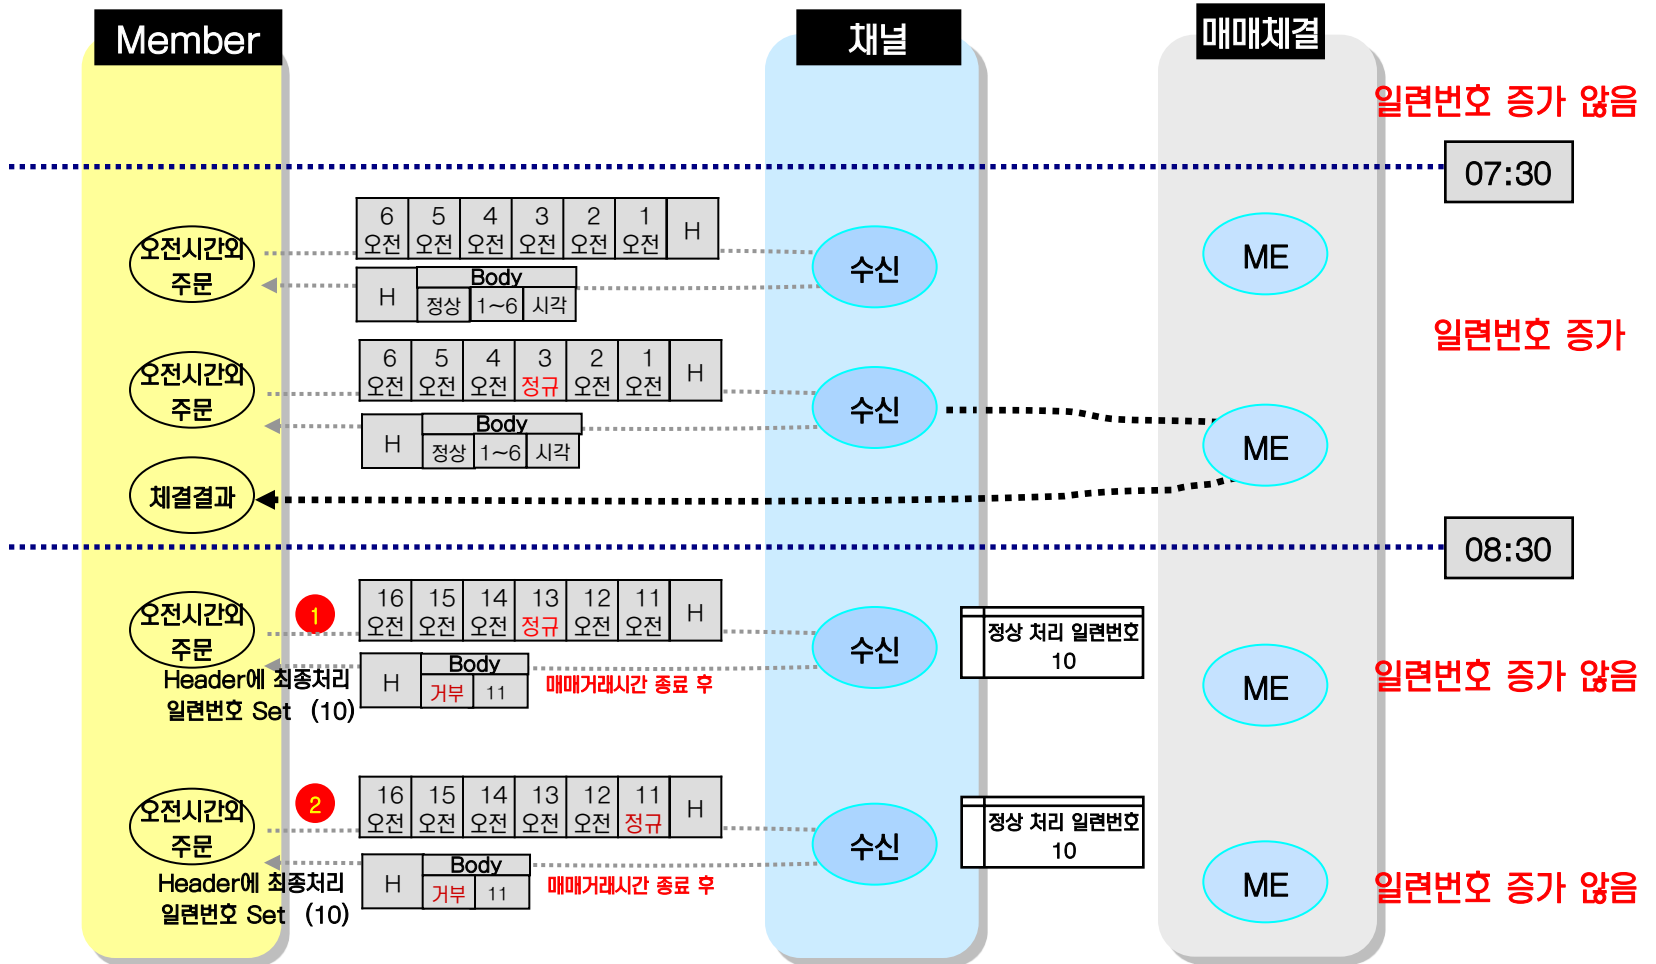 Member
채널
매매체결
일련번호 증가 않음
07:30
6 5 4 3 2 1 H
오전 오전 오전 오전 오전 오전
오전시간외
주문
수신
ME
H Body
정상 1~6 시각
일련번호 증가
6 5 4 3 2 1 H
오전 오전 오전 정규 오전 오전
오전시간외
주문
수신
ME
H Body
정상 1~6 시각
체결결과
08:30
1
16 15 14 13 12 11 H
오전 오전 오전 정규 오전 오전
오전시간외
주문
수신
정상 처리 일련번호
10
H Body
거부 11
매매거래시간 종료 후
Header에 최종처리
일련번호 Set (10)
ME
일련번호 증가 않음
2
16 15 14 13 12 11 H
오전 오전 오전 오전 오전 정규
오전시간외
주문
수신
정상 처리 일련번호
10
H Body
거부 11
매매거래시간 종료 후
Header에 최종처리
일련번호 Set (10)
ME
일련번호 증가 않음